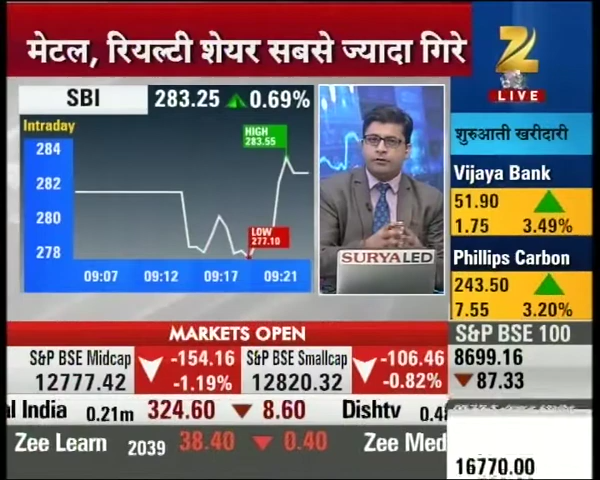 मेटल, रियल्टी शेयर सबसे ज्यादा गिरे
Z
LIVE
SBI 283.25 0.69%
Intraday
284
282
280
278
HIGH
283.55
LOW
277.10
09:07 09:12 09:17 09:21
SURYA LED
शुरुआती खरीदारी
Vijaya Bank
51.90
1.75 3.49%
Phillips Carbon
243.50
7.55 3.20%
MARKETS OPEN
S&P BSE Midcap -154.16 S&P BSE Smallcap -106.46
12777.42 -1.19% 12820.32 -0.82%
S&P BSE 100
8699.16
87.33
al India 0.21m 324.60 8.60 Dishtv 0.4
Zee Learn 2039 38.40 0.40 Zee Med
16770.00